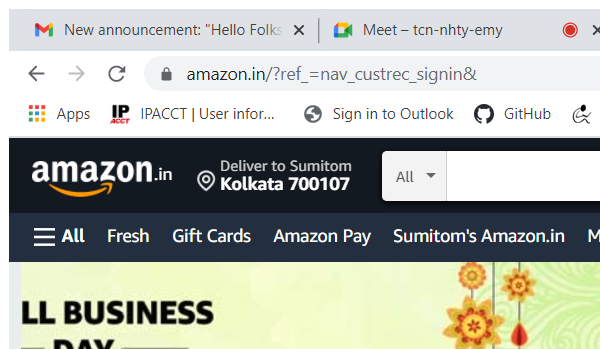 New announcement: "Hello Folks
Meet – tcn-nhty-emy
amazon.in/?ref_=nav_custrec_signin&
Apps
IP ACCT
IPACCT | User infor...
Sign in to Outlook
GitHub
amazon.in
Deliver to Sumitom
Kolkata 700107
All
All
Fresh
Gift Cards
Amazon Pay
Sumitom's Amazon.in
M
LL BUSINESS
DAY